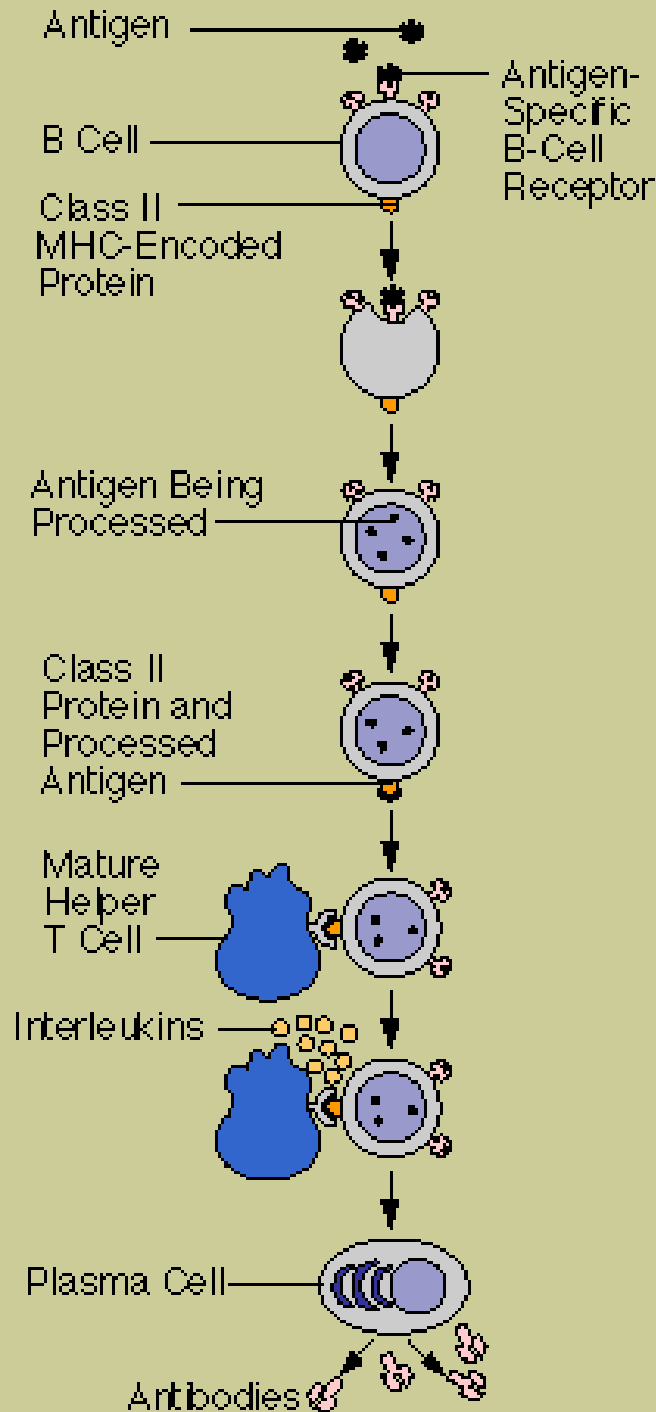 Antigen
Antigen-
Specific
B-Cell
Receptor
B Cell
Class II
MHC-Encoded
Protein
Antigen Being
Processed
Class II
Protein and
Processed
Antigen
Mature
Helper
T Cell
Interleukins
Plasma Cell
Antibodies